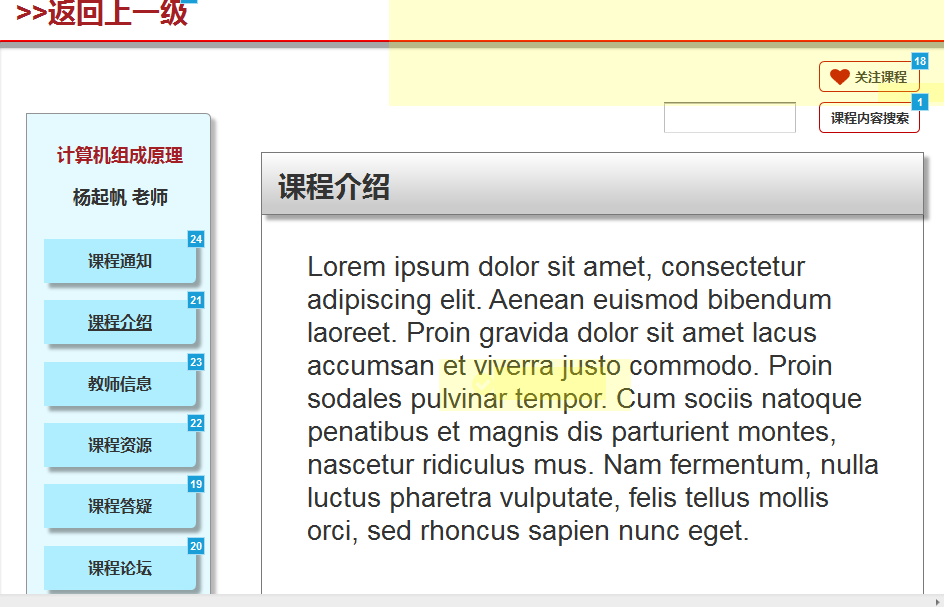 >>返回上一级
18
关注课程
1
课程内容搜索
计算机组成原理
杨起帆 老师
24
课程通知
21
课程介绍
23
教师信息
22
课程资源
19
课程答疑
20
课程论坛
课程介绍
Lorem ipsum dolor sit amet, consectetur
adipiscing elit. Aenean euismod bibendum
laoreet. Proin gravida dolor sit amet lacus
accumsan et viverra justo commodo. Proin
sodales pulvinar tempor. Cum sociis natoque
penatibus et magnis dis parturient montes,
nascetur ridiculus mus. Nam fermentum, nulla
luctus pharetra vulputate, felis tellus mollis
orci, sed rhoncus sapien nunc eget.